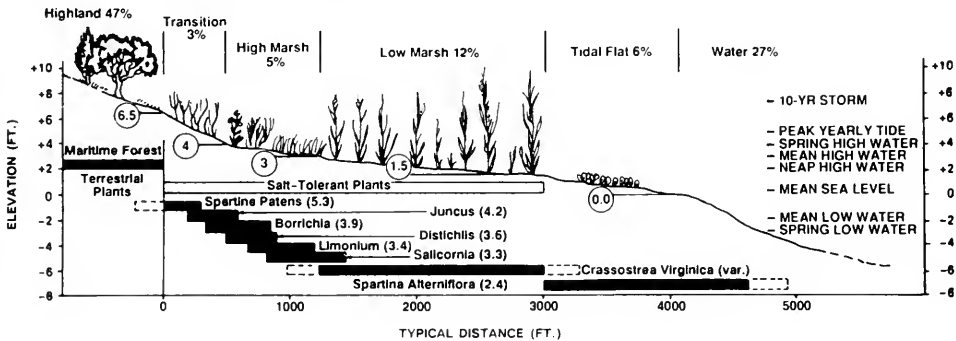 Highland 47%
Transition
3%
High Marsh
5%
Low Marsh 12%
Tidal Flat 6%
Water 27%
+10
+8
+6
+4
+2
0
-2
-4
-6
-8
ELEVATION (FT.)
6.5
4
3
1.5
0.0
Maritime Forest
Terrestrial
Plants
Salt-Tolerant Plants
Spartine Patens (5.3)
Juncus (4.2)
Borrichia (3.9)
Distichlis (3.6)
Limonium (3.4)
Salicornia (3.3)
Crassostrea Virginica (var.)
Spartina Alterniflora (2.4)
10-YR STORM
PEAK YEARLY TIDE
SPRING HIGH WATER
MEAN HIGH WATER
NEAP HIGH WATER
MEAN SEA LEVEL
MEAN LOW WATER
SPRING LOW WATER
+10
+8
+6
+4
+2
0
-2
-4
-6
-6
0
1000
2000
3000
4000
5000
TYPICAL DISTANCE (FT.)